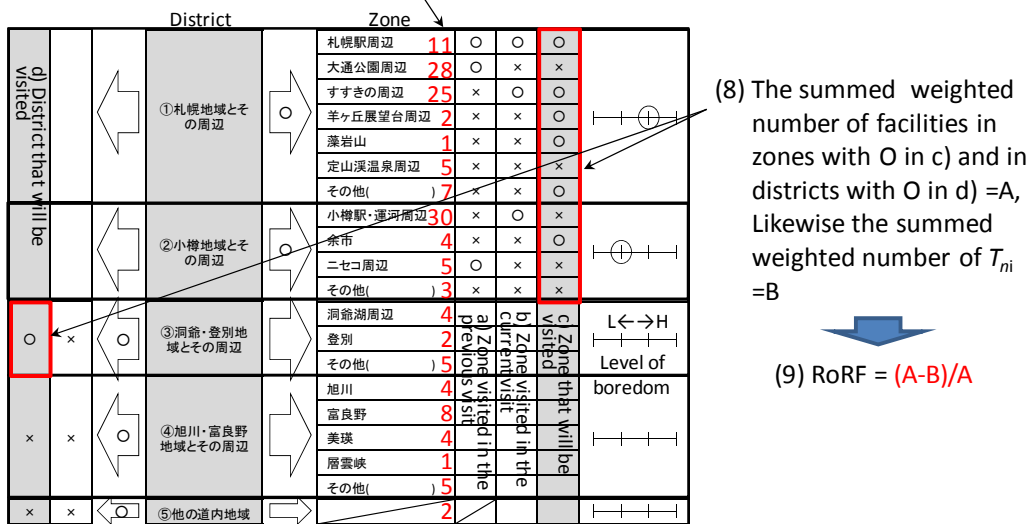 District Zone
d) District that will be
visited
①札幌地域とそ
の周辺
○
札幌駅周辺 11 ○ ○ ○
大通公園周辺 28 ○ × ×
すすきの周辺 25 × ○ ○
羊ヶ丘展望台周辺 2 × × ○
藻岩山 1 × × ○
定山渓温泉周辺 5 × × ×
その他( ) 7 × × ○
②小樽地域とそ
の周辺
○
小樽駅・運河周辺 30 × ○ ×
余市 4 × × ○
ニセコ周辺 5 ○ × ×
その他( ) 3 × × ×
○ × ○
③洞爺・登別地
域とその周辺
洞爺湖周辺 4
登別 2
その他( ) 5
a) Zone visited in the
previous visit
b) Zone visited in the
current visit
c) Zone that will be
visited
L←→H
Level of
boredom
× × ○
④旭川・富良野
地域とその周辺
旭川 4
富良野 8
美瑛 4
層雲峡 1
その他( ) 5
× × ○ ⑤他の道内地域 2
(8) The summed weighted
number of facilities in
zones with O in c) and in
districts with O in d) =A,
Likewise the summed
weighted number of Tni
=B
(9) RoRF = (A-B)/A